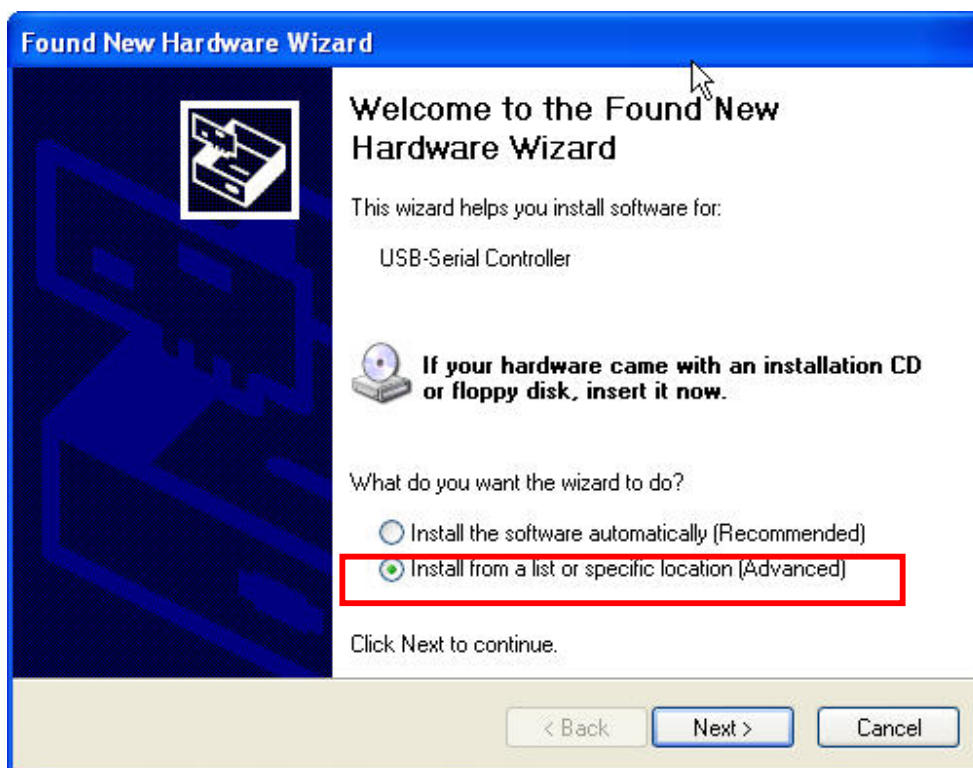 Found New Hardware Wizard
Welcome to the Found New
Hardware Wizard
This wizard helps you install software for:
USB-Serial Controller
If your hardware came with an installation CD
or floppy disk, insert it now.
What do you want the wizard to do?
Install the software automatically (Recommended)
Install from a list or specific location (Advanced)
Click Next to continue.
< Back Next > Cancel